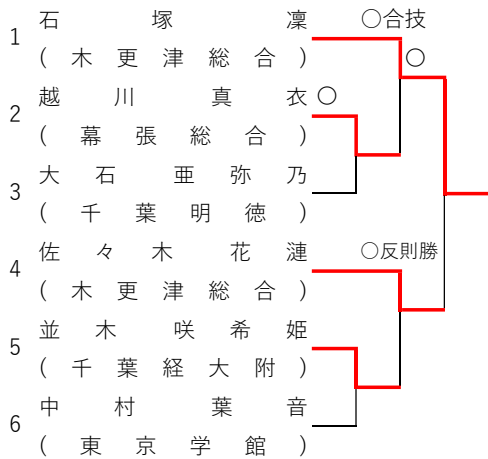 石塚凜 ○合技
1
(木更津総合) ○
越川真衣 ○
2
(幕張総合)
大石亜弥乃
3
(千葉明徳)
佐々木花漣 ○反則勝
4
(木更津総合)
並木咲希姫
5
(千葉経大附)
中村葉音
6
(東京学館)